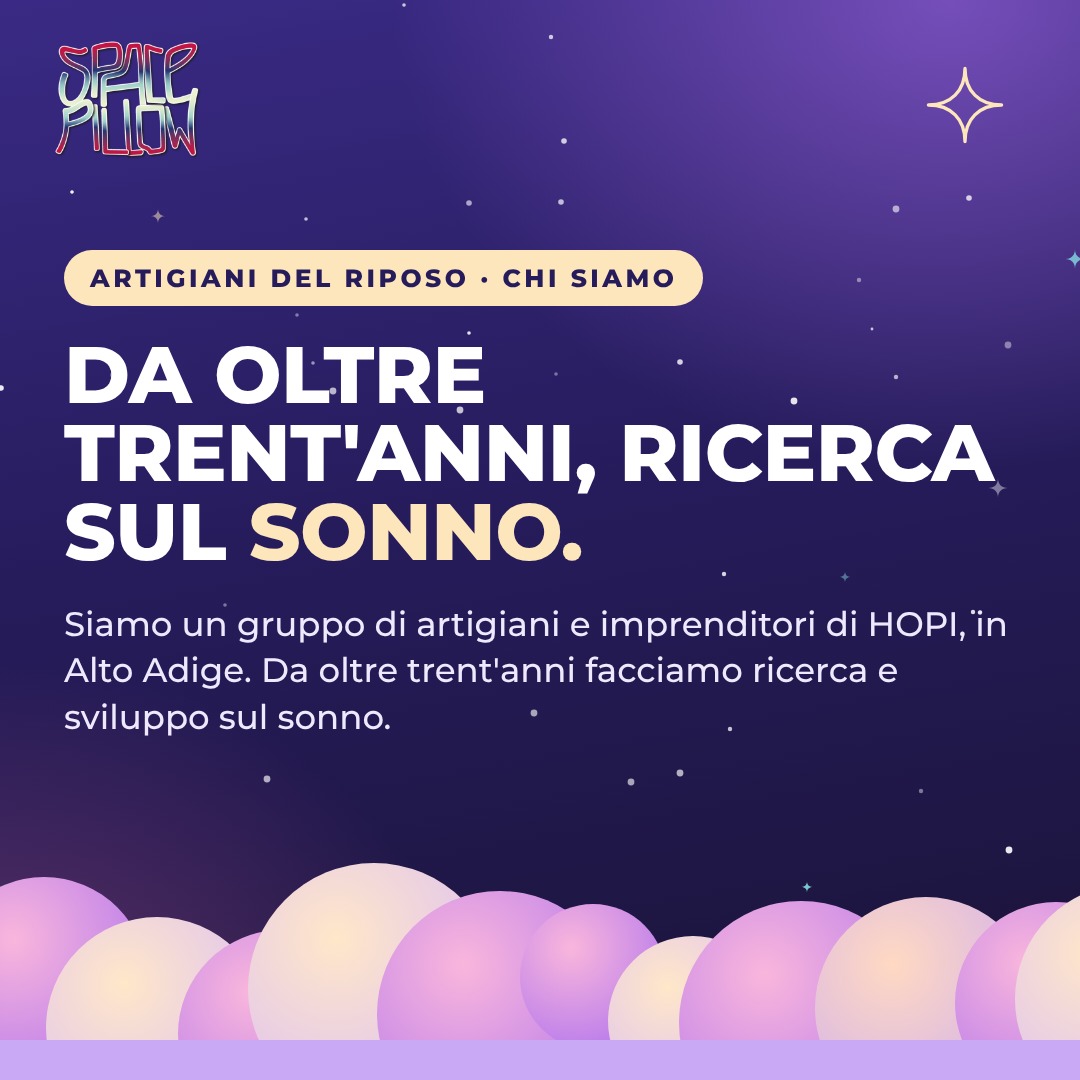 SPACE
PILLOW
ARTIGIANI DEL RIPOSO · CHI SIAMO
DA OLTRE
TRENT'ANNI, RICERCA
SUL SONNO.
Siamo un gruppo di artigiani e imprenditori di HOPI, in
Alto Adige. Da oltre trent'anni facciamo ricerca e
sviluppo sul sonno.